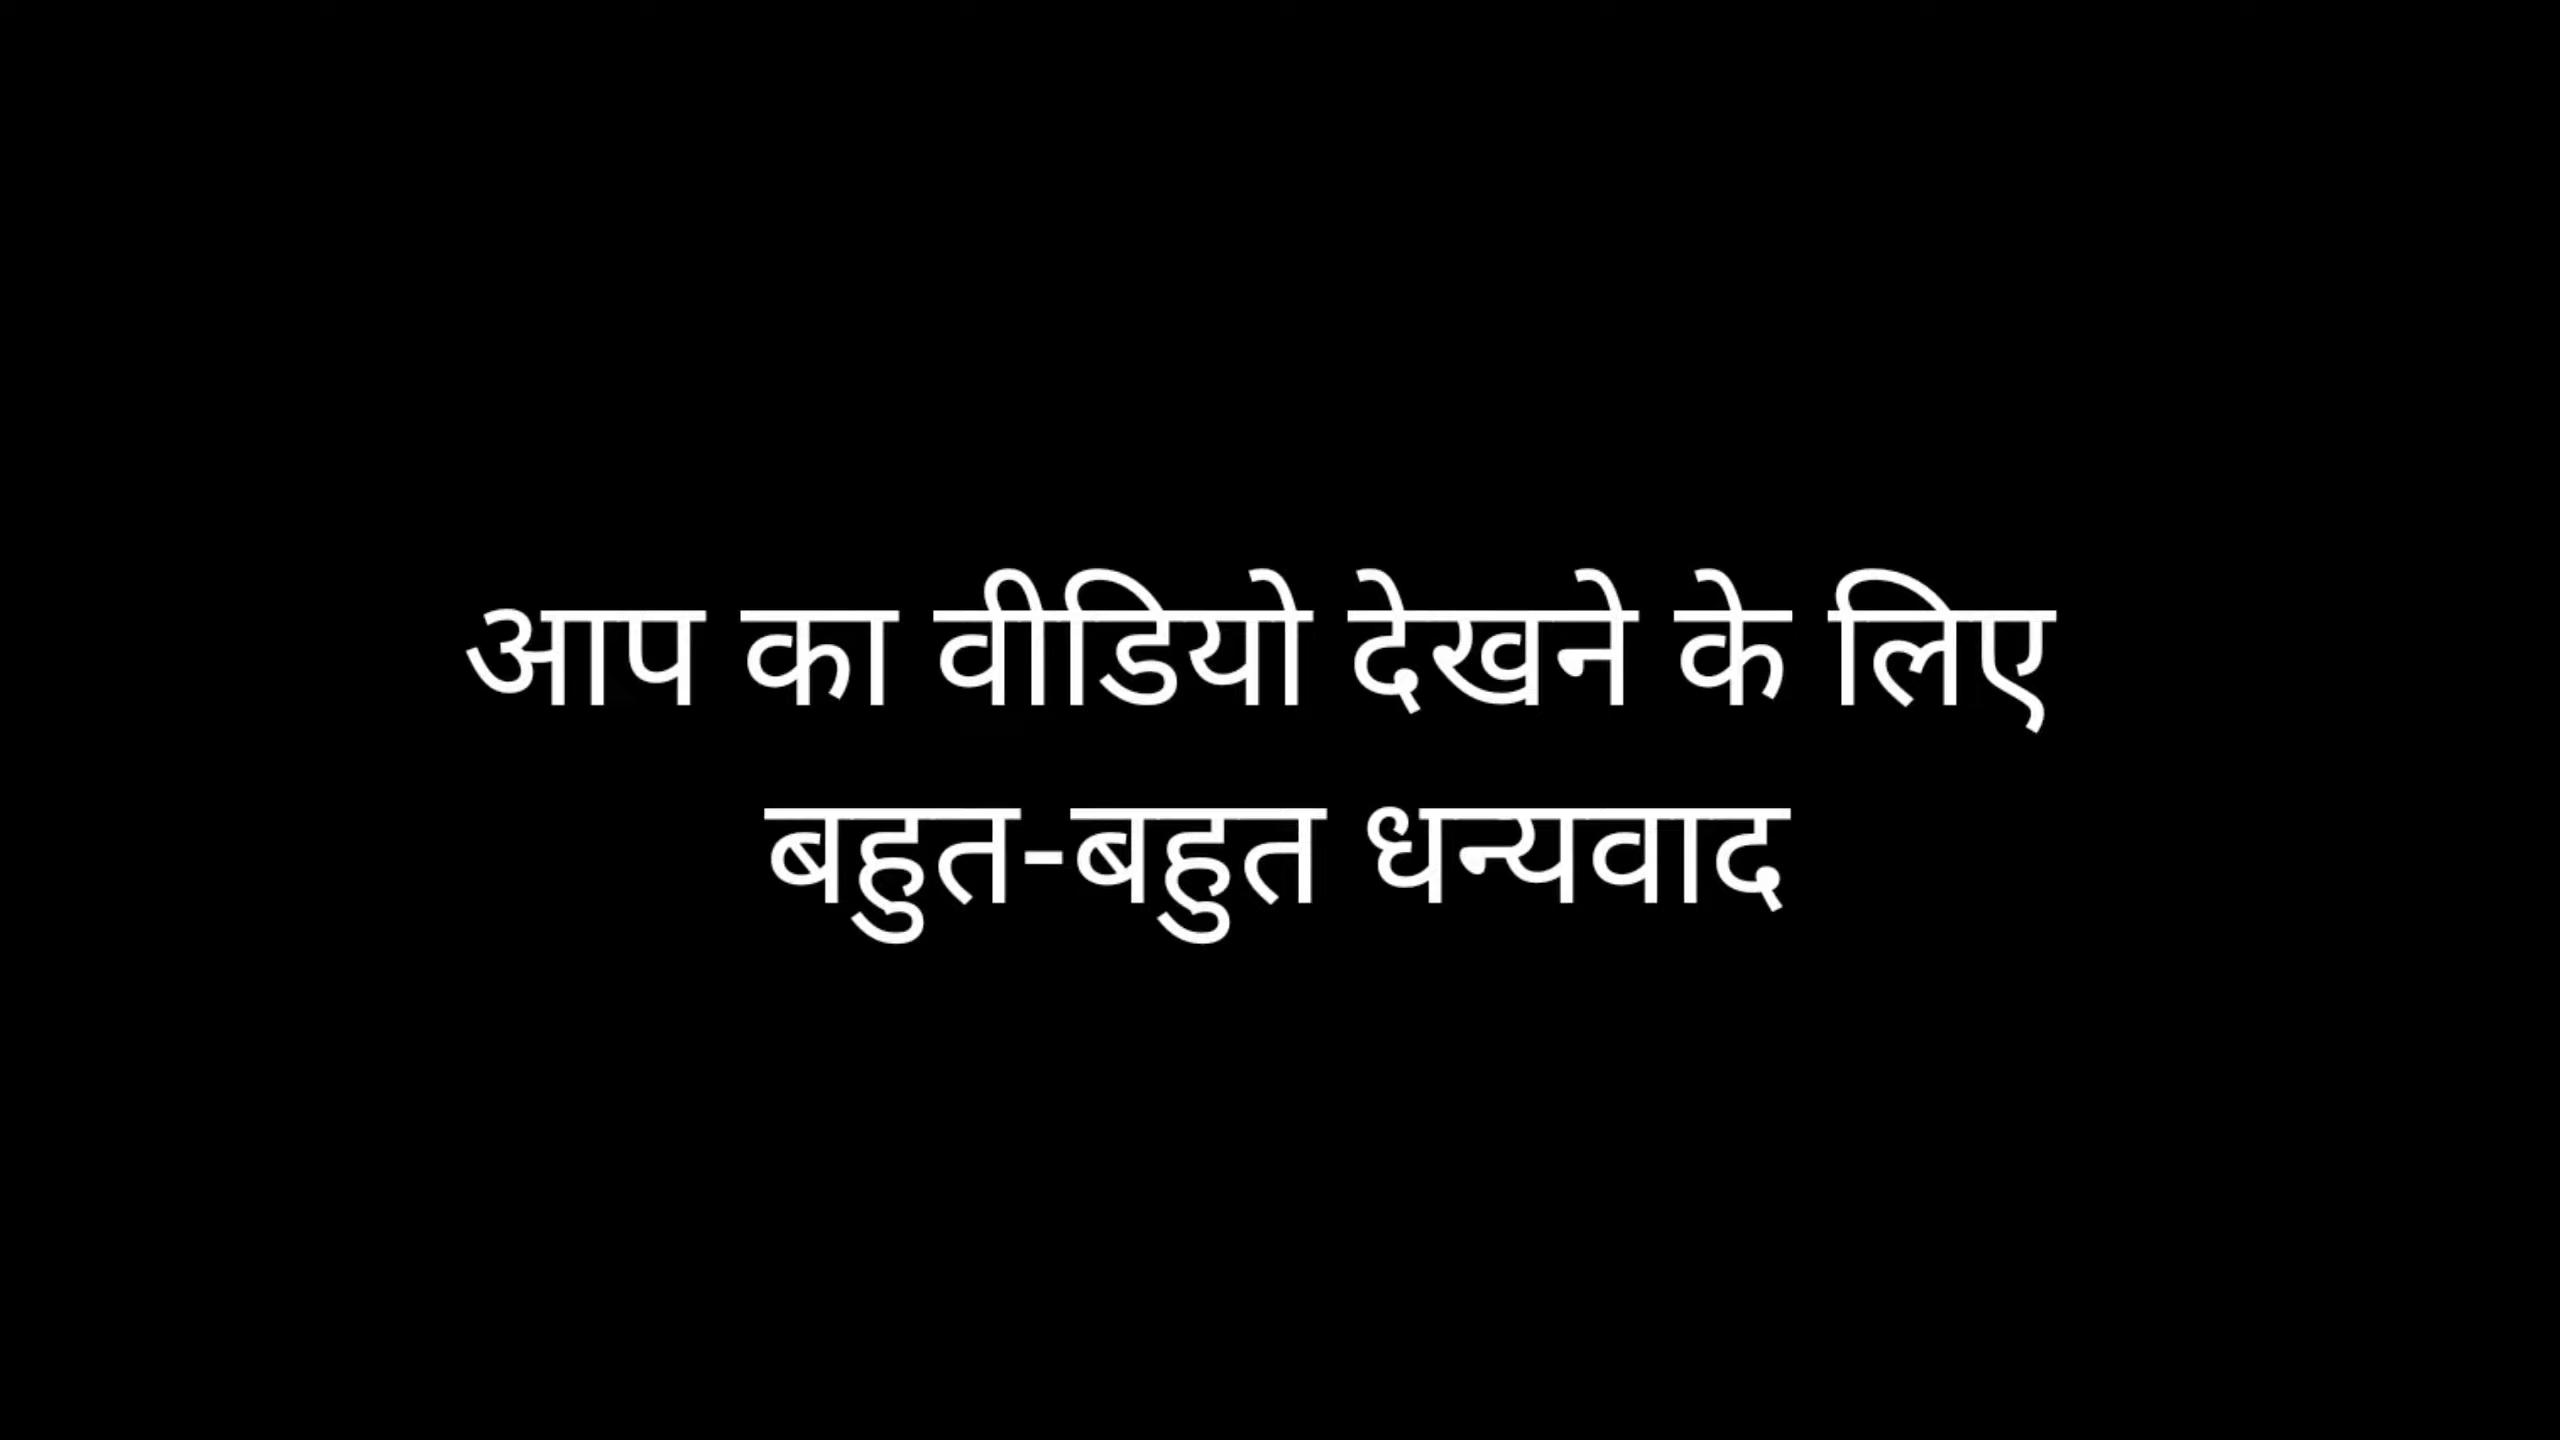 आप का वीडियो देखने के लिए
बहुत-बहुत धन्यवाद